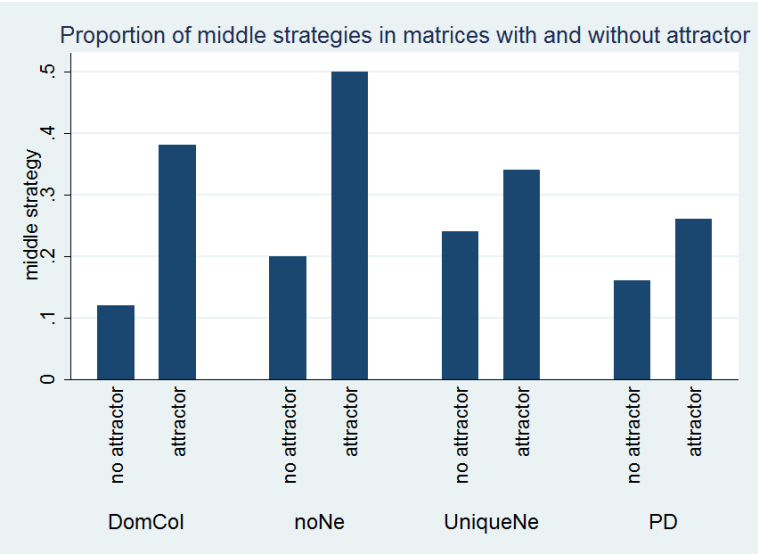 Proportion of middle strategies in matrices with and without attractor
middle strategy
.5
.4
.3
.2
.1
0
no attractor
attractor
no attractor
attractor
no attractor
attractor
no attractor
attractor
DomCol
noNe
UniqueNe
PD